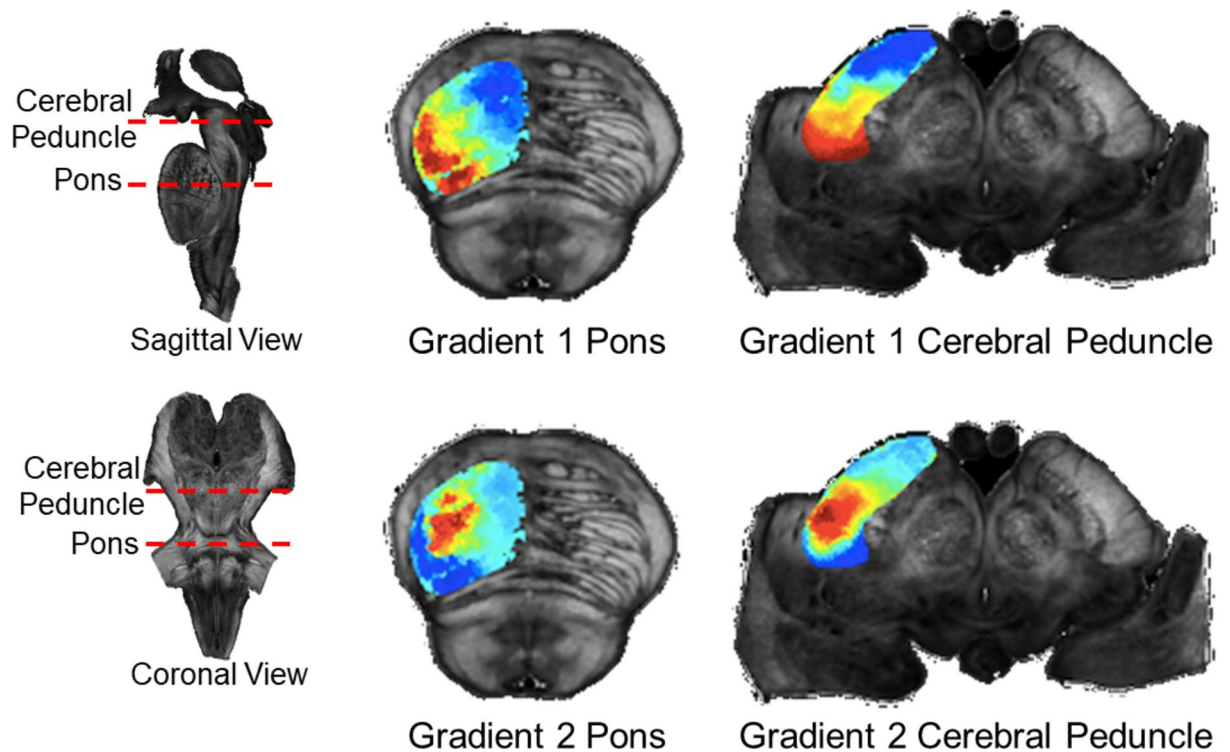 Cerebral
Peduncle
Pons
Sagittal View
Gradient 1 Pons
Gradient 1 Cerebral Peduncle
Cerebral
Peduncle
Pons
Coronal View
Gradient 2 Pons
Gradient 2 Cerebral Peduncle